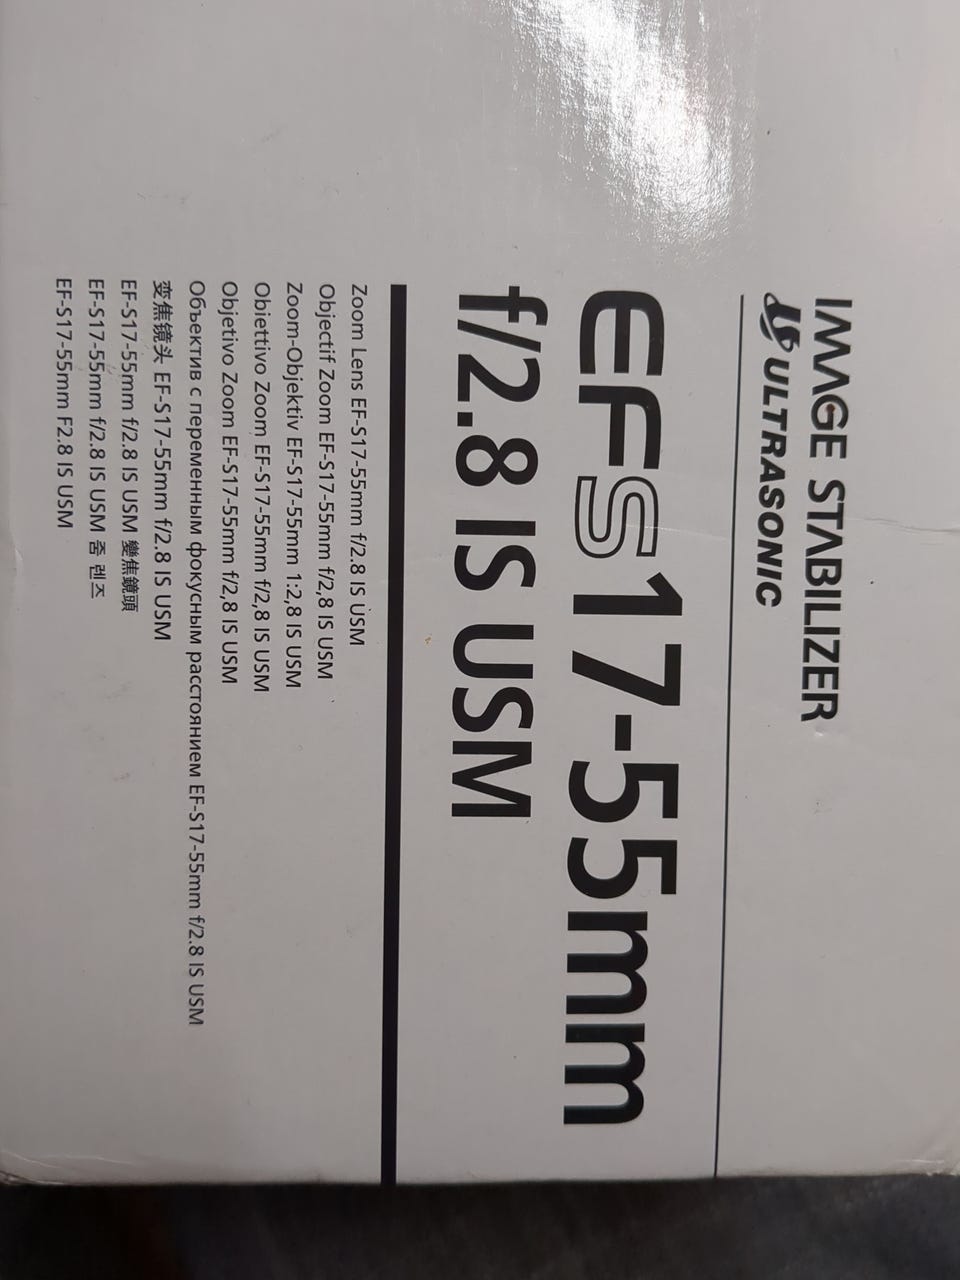 IMAGE STABILIZER
ULTRASONIC
EFS17-55mm
f/2.8 IS USM
Zoom Lens EF-S17-55mm f/2.8 IS USM
Objectif Zoom EF-S17-55mm f/2,8 IS USM
Zoom-Objektiv EF-S17-55mm 1:2,8 IS USM
Obiettivo Zoom EF-S17-55mm f/2,8 IS USM
Objetivo Zoom EF-S17-55mm f/2,8 IS USM
Объектив с переменным фокусным расстоянием EF-S17-55mm f/2.8 IS USM
变焦镜头 EF-S17-55mm f/2.8 IS USM
EF-S17-55mm f/2.8 IS USM 變焦鏡頭
EF-S17-55mm f/2.8 IS USM 줌 렌즈
EF-S17-55mm F2.8 IS USM